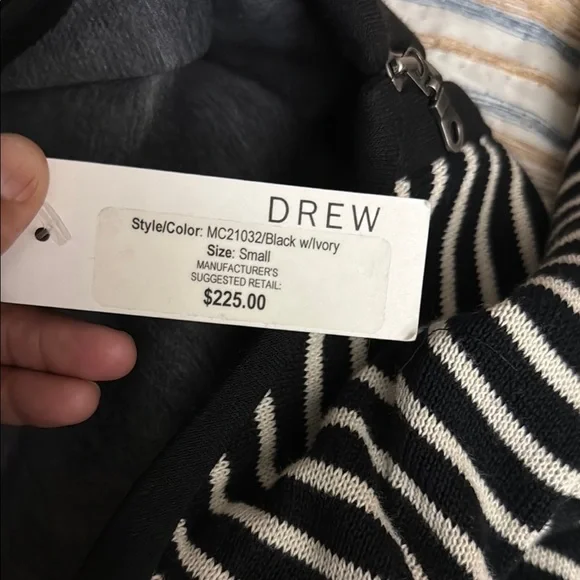 DREW
Style/Color: MC21032/Black w/Ivory
Size: Small
MANUFACTURER'S
SUGGESTED RETAIL:
$225.00